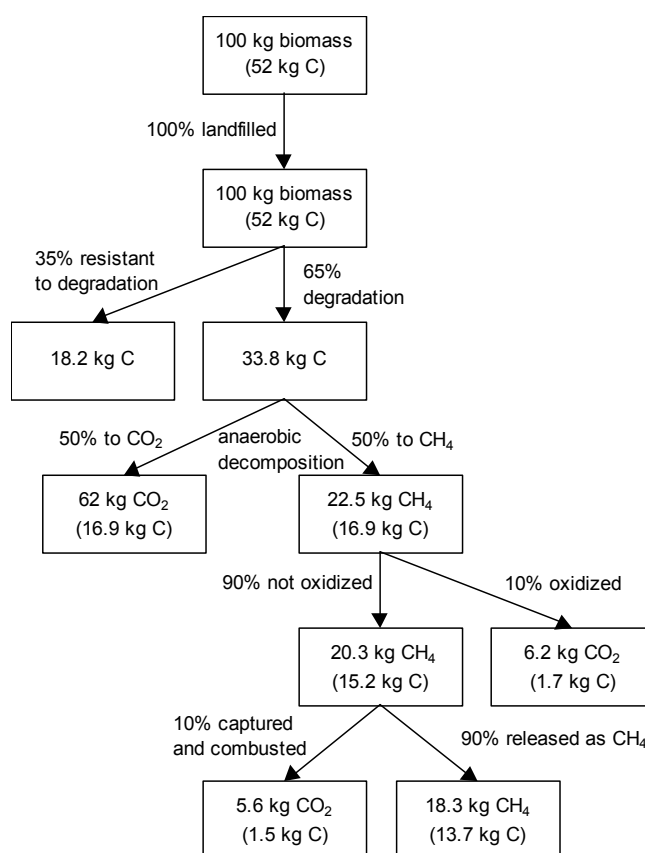 100 kg biomass
(52 kg C)
100% landfilled
100 kg biomass
(52 kg C)
35% resistant
to degradation
65%
degradation
18.2 kg C
33.8 kg C
50% to CO₂
anaerobic
decomposition
50% to CH₄
62 kg CO₂
(16.9 kg C)
22.5 kg CH₄
(16.9 kg C)
90% not oxidized
10% oxidized
20.3 kg CH₄
(15.2 kg C)
6.2 kg CO₂
(1.7 kg C)
10% captured
and combusted
90% released as CH₄
5.6 kg CO₂
(1.5 kg C)
18.3 kg CH₄
(13.7 kg C)